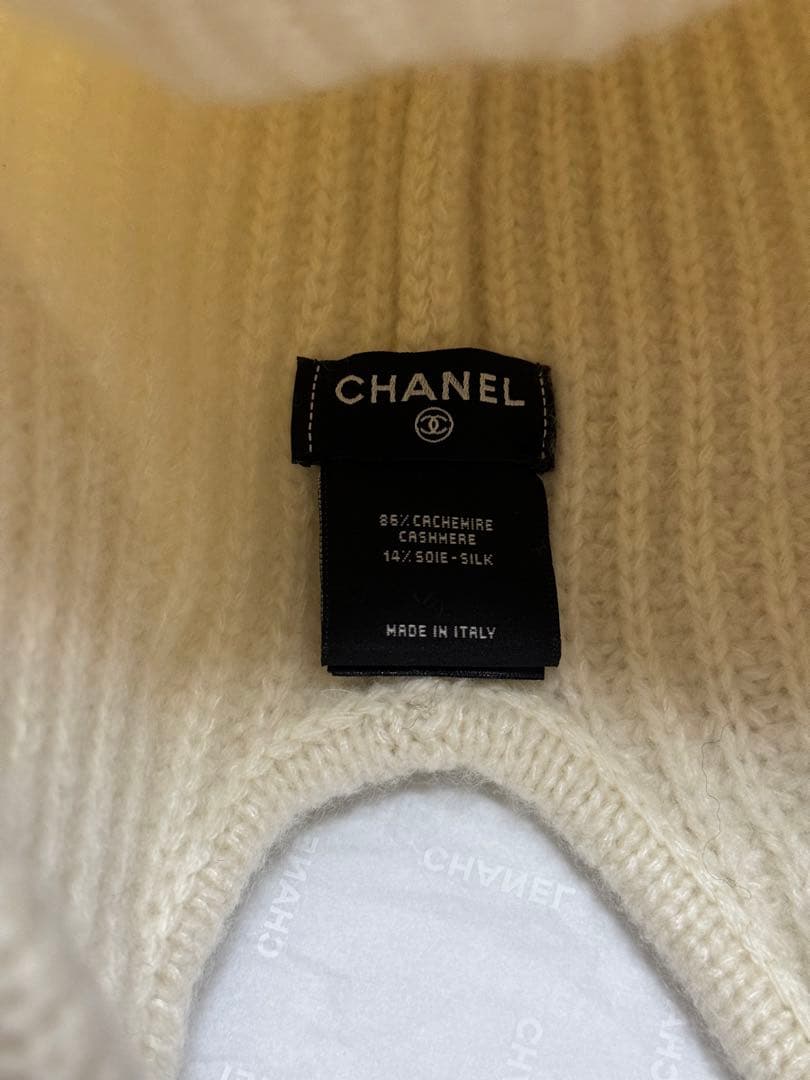 CHANEL
86% CACHEMIRE
CASHMERE
14% SOIE-SILK
MADE IN ITALY
CHANEL
CHANEL
CHANEL